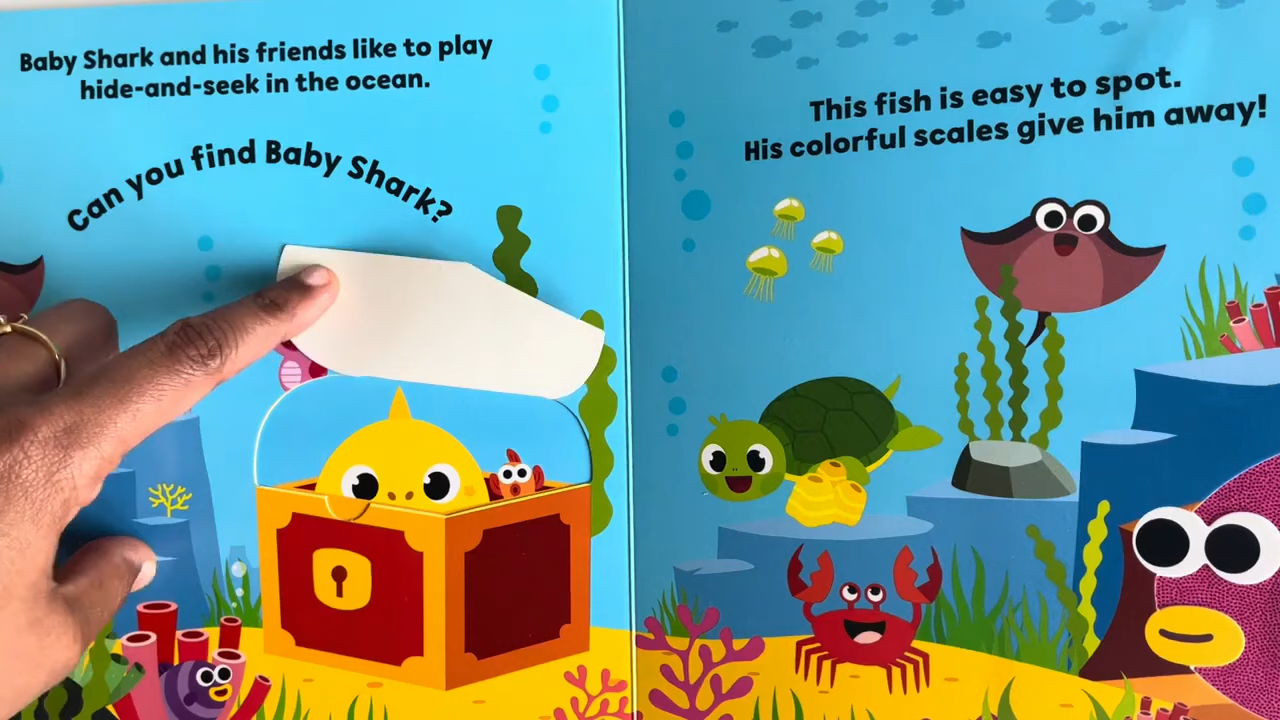 Baby Shark and his friends like to play
hide-and-seek in the ocean.
Can you find Baby Shark?
This fish is easy to spot.
His colorful scales give him away!